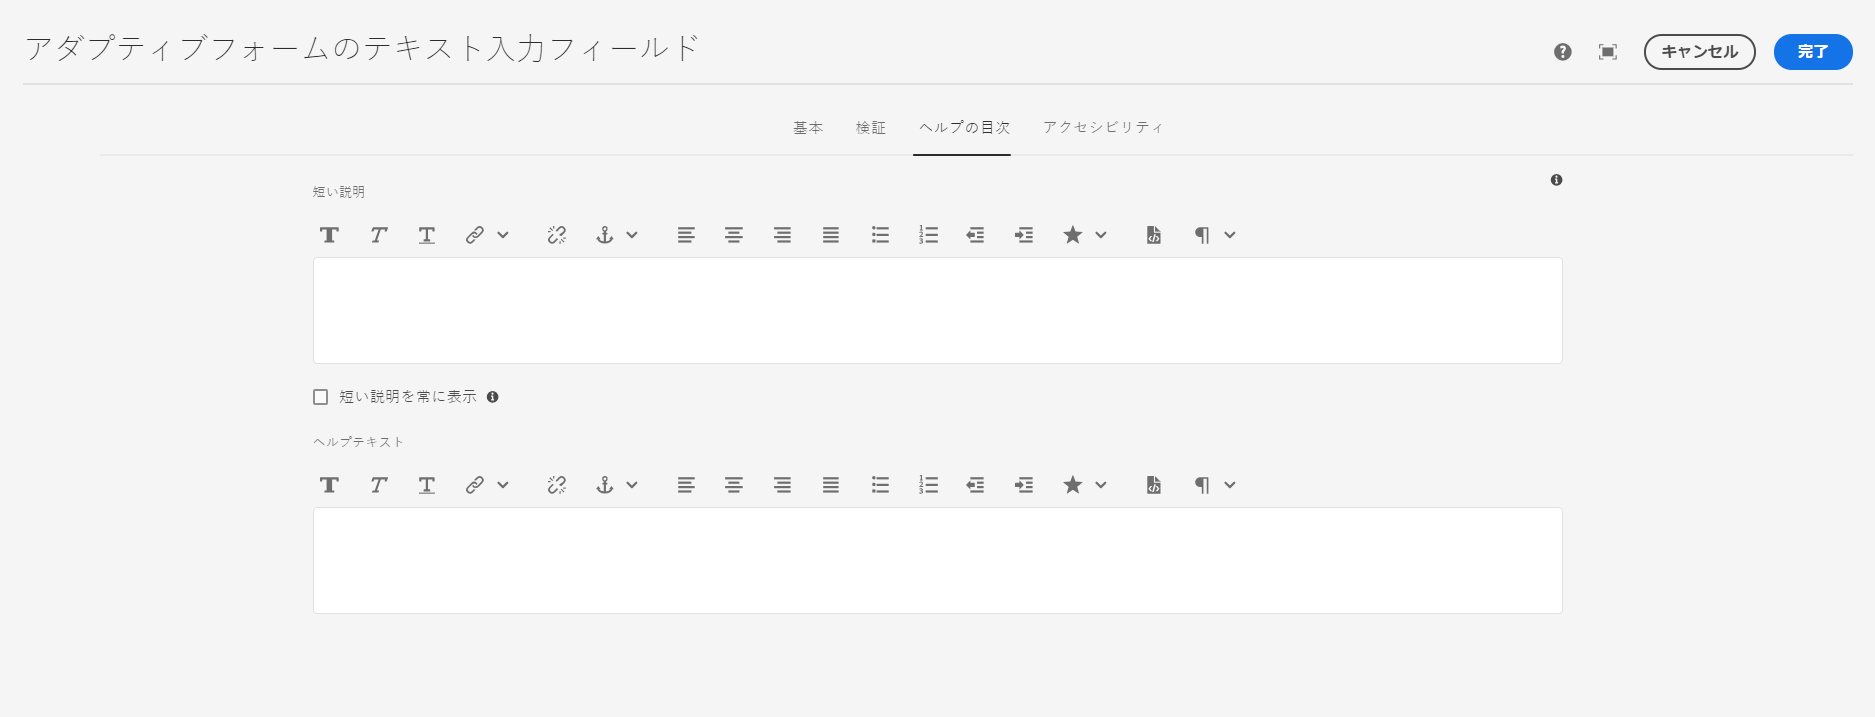 アダプティブフォームのテキスト入力フィールド
キャンセル
完了
基本 検証 ヘルプの目次 アクセシビリティ
短い説明
短い説明を常に表示
ヘルプテキスト